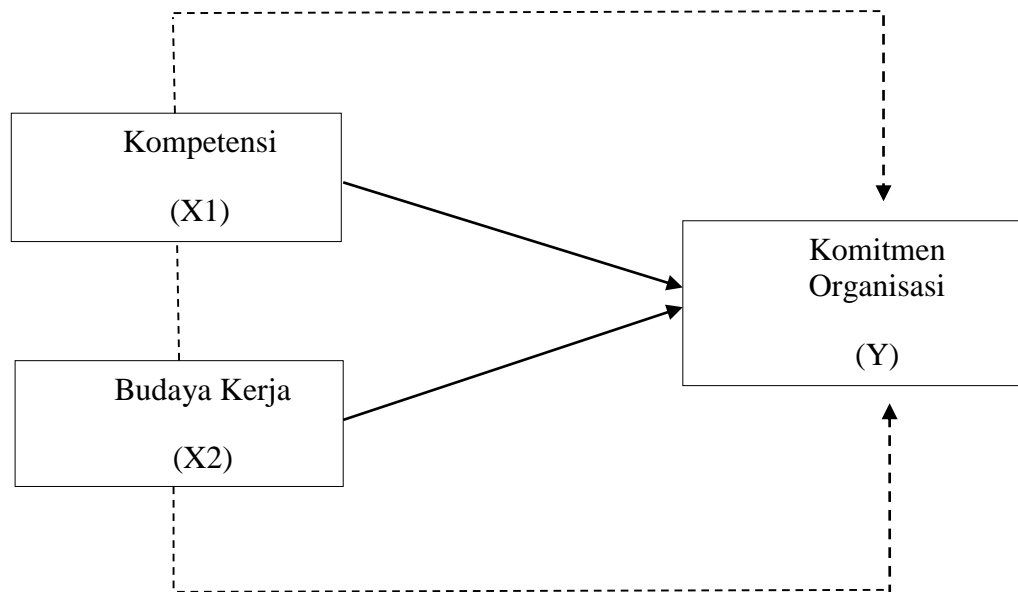 Kompetensi
(X1)
Komitmen
Organisasi
(Y)
Budaya Kerja
(X2)